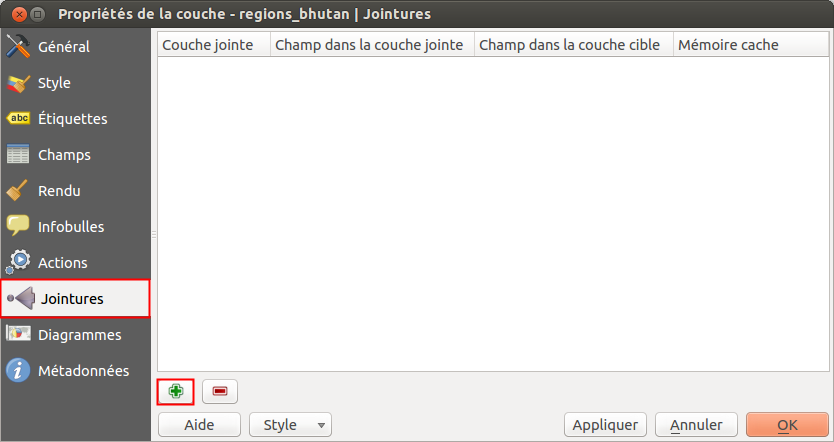 Propriétés de la couche - regions_bhutan | Jointures
Général
Style
abc Étiquettes
Champs
Rendu
Infobulles
Actions
Jointures
Diagrammes
Métadonnées
Couche jointe Champ dans la couche jointe Champ dans la couche cible Mémoire cache
Aide Style Appliquer Annuler OK